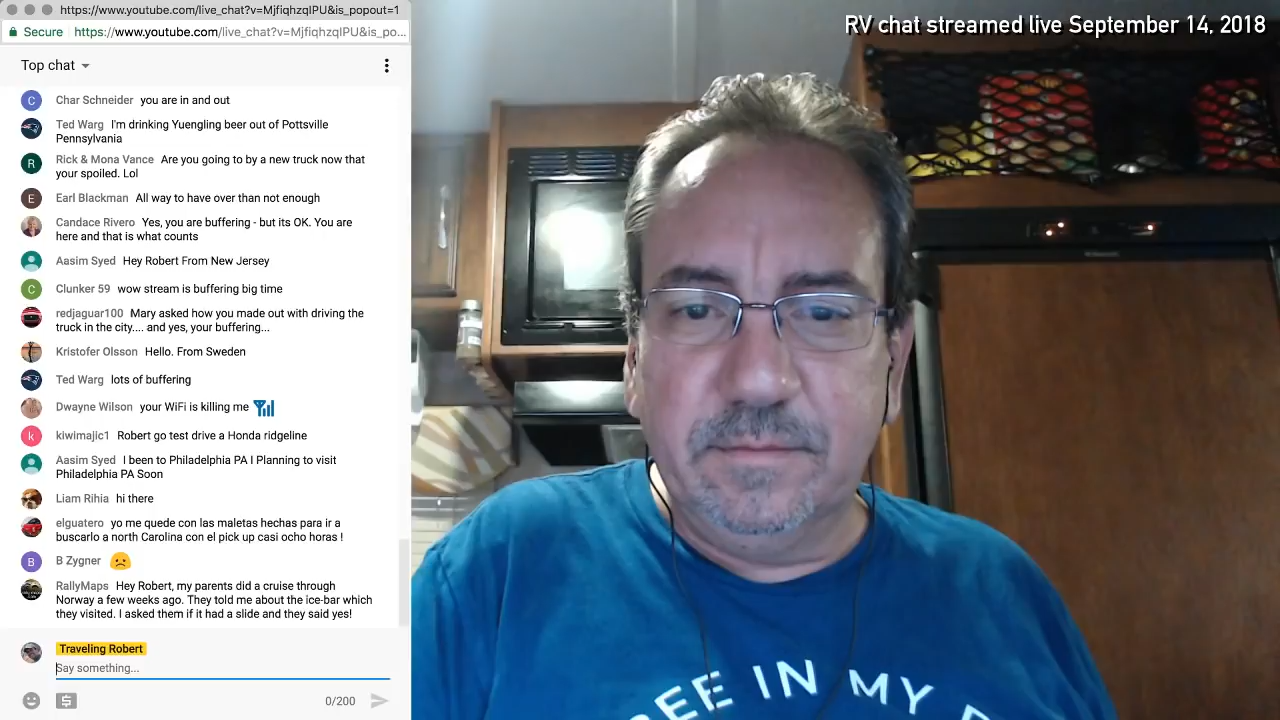 https://www.youtube.com/live_chat?v=MjfiqhzqIPU&is_popout=1
RV chat streamed live September 14, 2018
Secure https://www.youtube.com/live_chat?v=MjfiqhzqIPU&is_po...
Top chat
Char Schneider you are in and out
Ted Warg I'm drinking Yuengling beer out of Pottsville
Pennsylvania
Rick & Mona Vance Are you going to by a new truck now that
your spoiled. Lol
Earl Blackman All way to have over than not enough
Candace Rivero Yes, you are buffering - but its OK. You are
here and that is what counts
Aasim Syed Hey Robert From New Jersey
Clunker 59 wow stream is buffering big time
redjaguar100 Mary asked how you made out with driving the
truck in the city.... and yes, your buffering...
Kristofer Olsson Hello. From Sweden
Ted Warg lots of buffering
Dwayne Wilson your WiFi is killing me
kiwimajic1 Robert go test drive a Honda ridgeline
Aasim Syed I been to Philadelphia PA I Planning to visit
Philadelphia PA Soon
Liam Rihia hi there
elguatero yo me quede con las maletas hechas para ir a
buscarlo a north Carolina con el pick up casi ocho horas !
B Zygner
RallyMaps Hey Robert, my parents did a cruise through
Norway a few weeks ago. They told me about the ice-bar which
they visited. I asked them if it had a slide and they said yes!
Traveling Robert
Say something...
0/200
IN MY